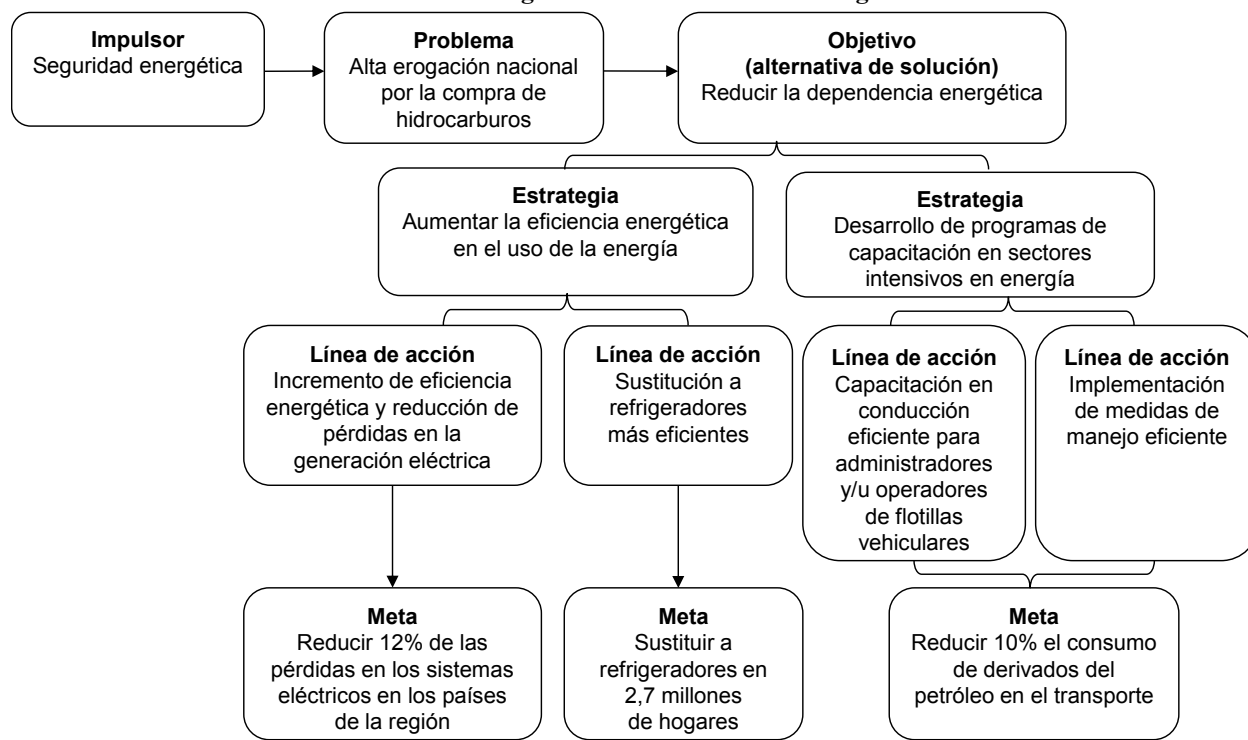 Impulsor
Seguridad energética
Problema
Alta erogación nacional
por la compra de
hidrocarburos
Objetivo
(alternativa de solución)
Reducir la dependencia energética
Estrategia
Aumentar la eficiencia energética
en el uso de la energía
Estrategia
Desarrollo de programas de
capacitación en sectores
intensivos en energía
Línea de acción
Incremento de eficiencia
energética y reducción de
pérdidas en la
generación eléctrica
Línea de acción
Sustitución a
refrigeradores
más eficientes
Línea de acción
Capacitación en
conducción
eficiente para
administradores
y/u operadores
de flotillas
vehiculares
Línea de acción
Implementación
de medidas de
manejo eficiente
Meta
Reducir 12% de las
pérdidas en los sistemas
eléctricos en los países
de la región
Meta
Sustituir a
refrigeradores en
2,7 millones
de hogares
Meta
Reducir 10% el consumo
de derivados del
petróleo en el transporte